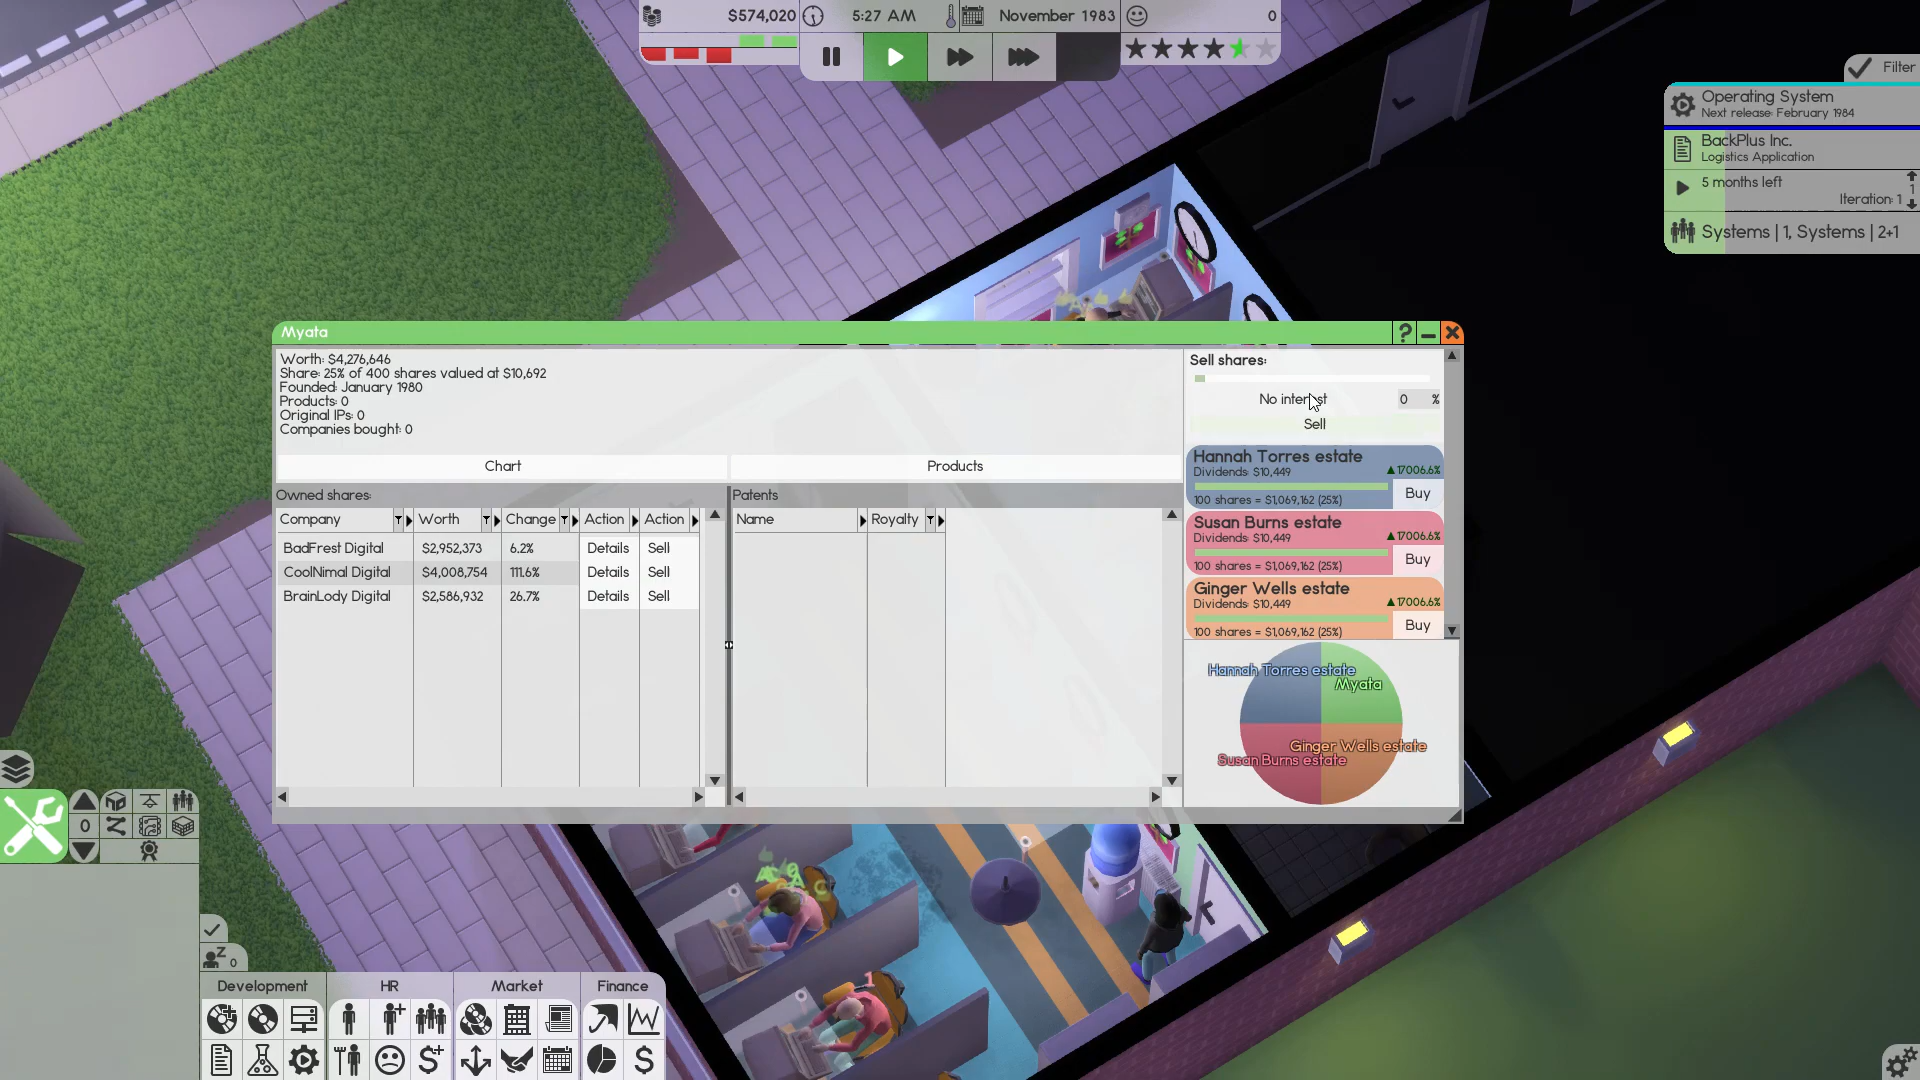 $574,020
5:27 AM
November 1983
0
Filter
Operating System
Next release: February 1984
BackPlus Inc.
Logistics Application
5 months left
1
Iteration: 1
Systems | 1, Systems | 2+1
Myata
?
Worth: $4,276,646
Share: 25% of 400 shares valued at $10,692
Founded: January 1980
Products: 0
Original IPs: 0
Companies bought: 0
Sell shares:
No interest
0 %
Sell
Chart
Products
Hannah Torres estate
Dividends: $10,449
17006.6%
100 shares = $1,069,162 (25%)
Buy
Susan Burns estate
Dividends: $10,449
17006.6%
100 shares = $1,069,162 (25%)
Buy
Ginger Wells estate
Dividends: $10,449
17006.6%
100 shares = $1,069,162 (25%)
Buy
Owned shares:
Company Worth Change Action Action
BadFrest Digital $2,952,373 6.2% Details Sell
CoolNimal Digital $4,008,754 111.6% Details Sell
BrainLody Digital $2,586,932 26.7% Details Sell
Patents
Name Royalty
Hannah Torres estate
Myata
Ginger Wells estate
Susan Burns estate
0
Z
0
Development
HR
Market
Finance